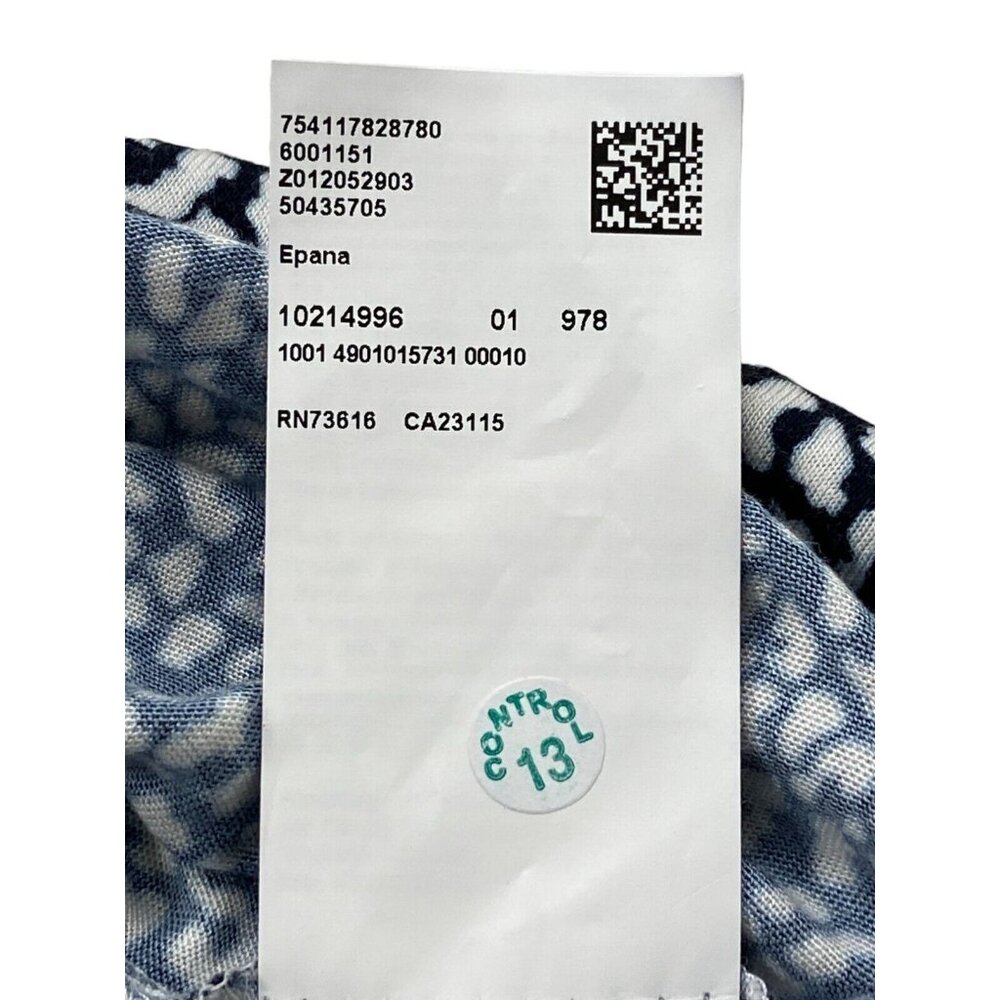 754117828780
6001151
Z012052903
50435705
Epana
10214996 01 978
1001 4901015731 00010
RN73616 CA23115
CONTROL
13